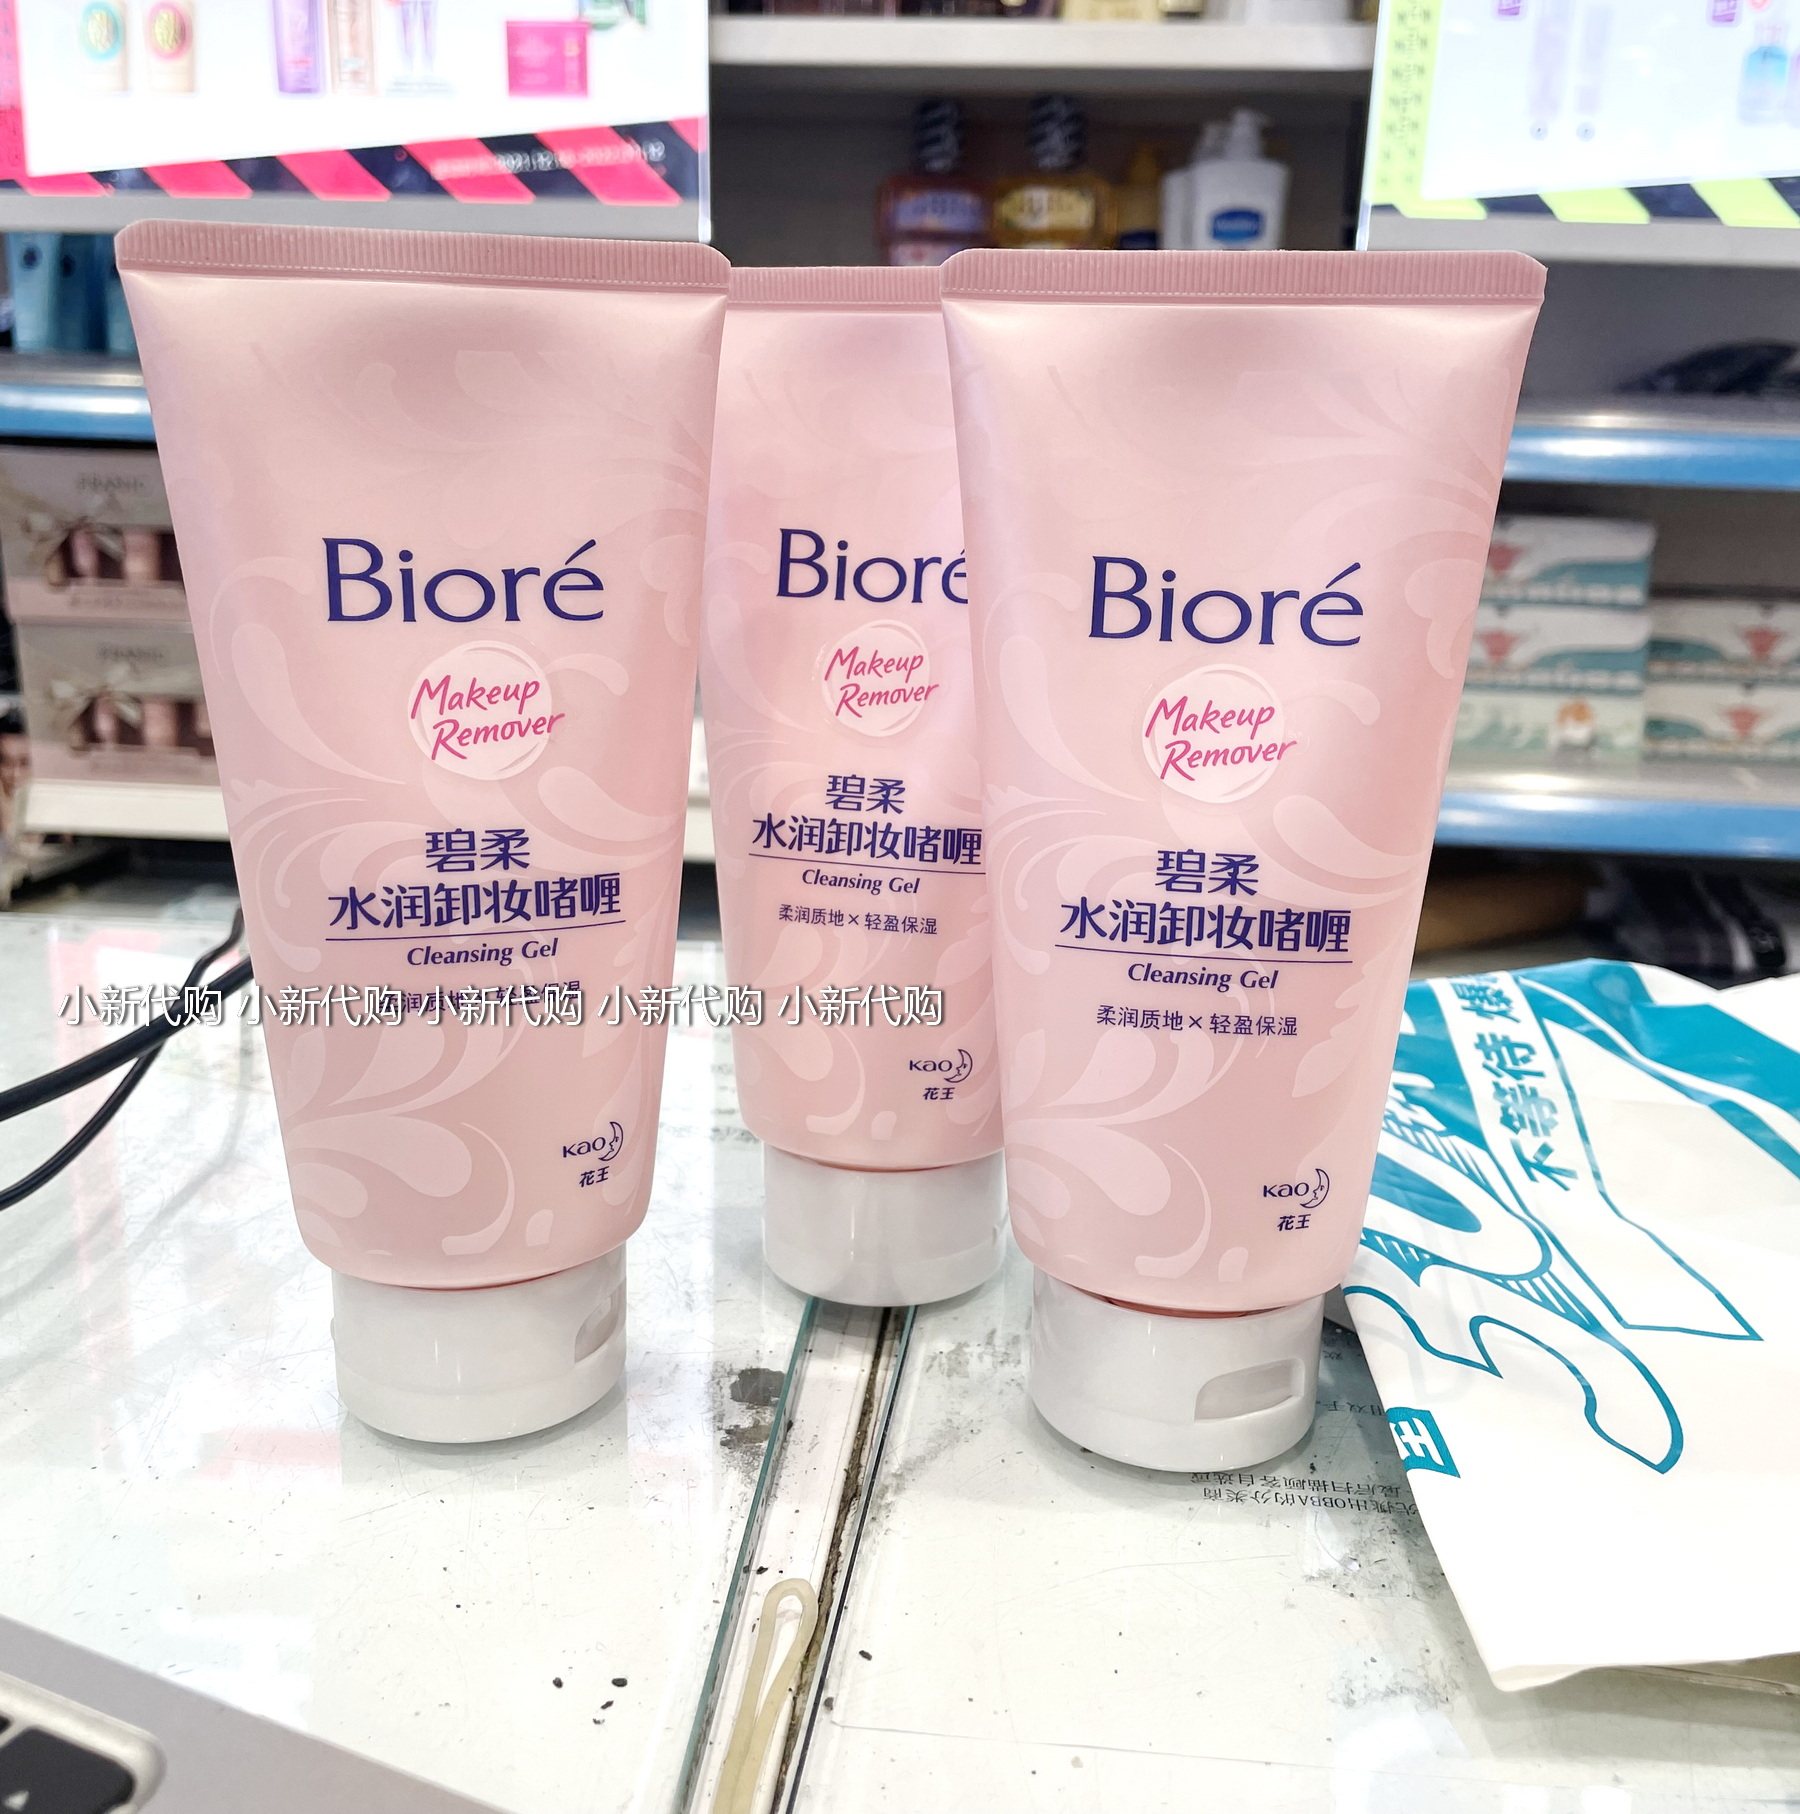 Bioré
Makeup
Remover
碧柔
水润卸妆啫喱
Cleansing Gel
小新代购 小新代购 小新代购 小新代购 小新代购
Kao
花王
Bioré
Makeup
Remover
碧柔
水润卸妆啫喱
Cleansing Gel
柔润质地×轻盈保湿
Kao
花王
Bioré
Makeup
Remover
碧柔
水润卸妆啫喱
Cleansing Gel
柔润质地×轻盈保湿
Kao
花王
不等待
Vaseline